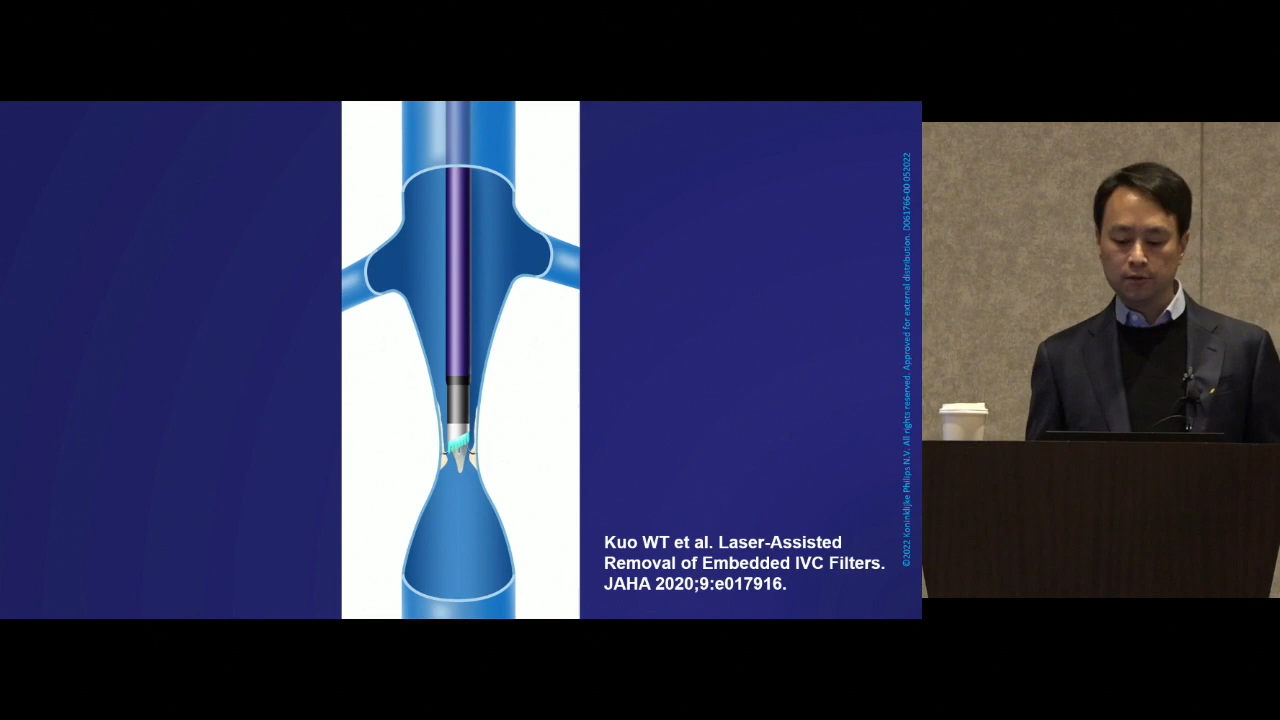 Kuo WT et al. Laser-Assisted
Removal of Embedded IVC Filters.
JAHA 2020;9:e017916.
©2022 Koninklijke Philips N.V. All rights reserved. Approved for external distribution. D061766-00 052022